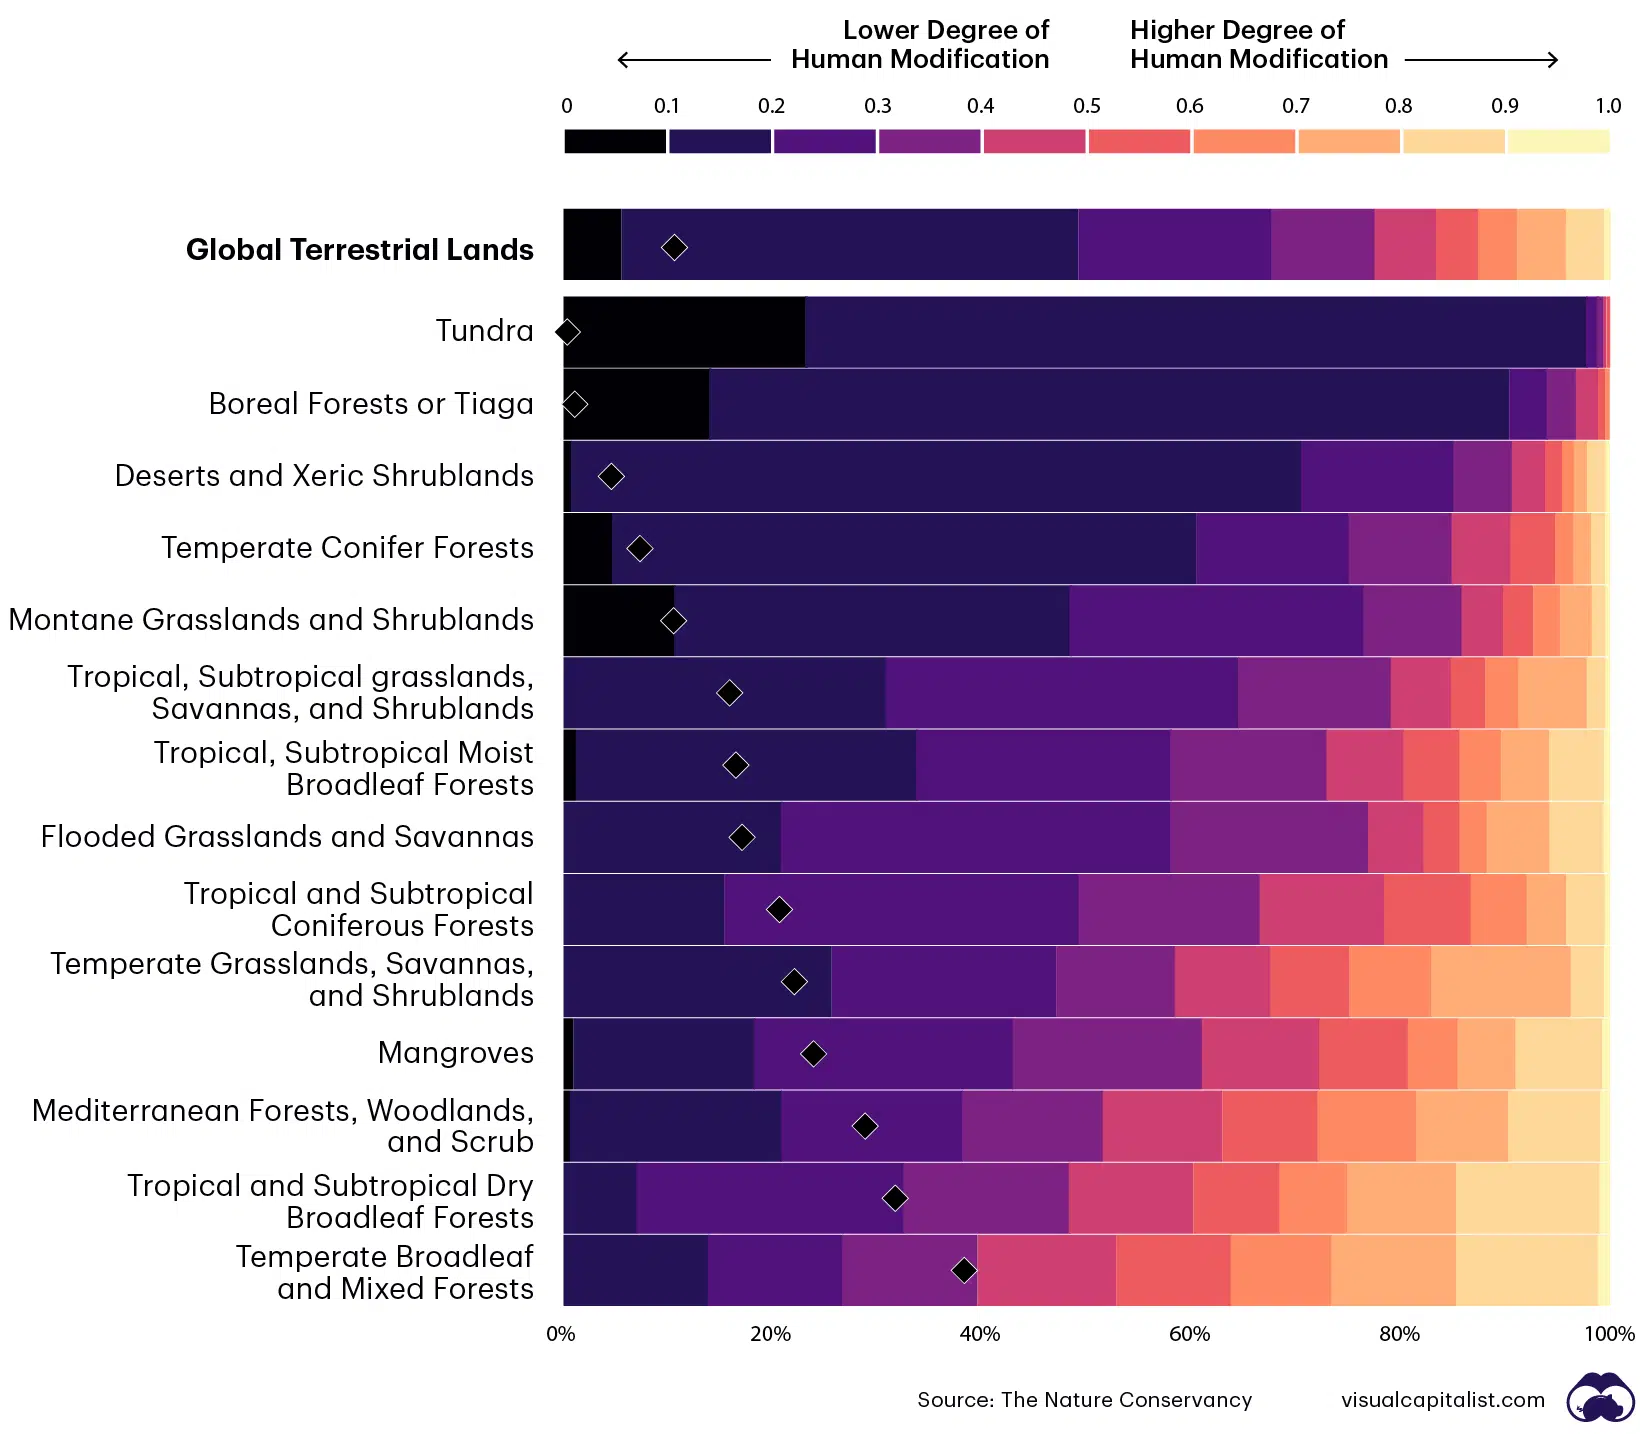 Lower Degree of
Human Modification
Higher Degree of
Human Modification
0 0.1 0.2 0.3 0.4 0.5 0.6 0.7 0.8 0.9 1.0
Global Terrestrial Lands
Tundra
Boreal Forests or Tiaga
Deserts and Xeric Shrublands
Temperate Conifer Forests
Montane Grasslands and Shrublands
Tropical, Subtropical grasslands,
Savannas, and Shrublands
Tropical, Subtropical Moist
Broadleaf Forests
Flooded Grasslands and Savannas
Tropical and Subtropical
Coniferous Forests
Temperate Grasslands, Savannas,
and Shrublands
Mangroves
Mediterranean Forests, Woodlands,
and Scrub
Tropical and Subtropical Dry
Broadleaf Forests
Temperate Broadleaf
and Mixed Forests
0% 20% 40% 60% 80% 100%
Source: The Nature Conservancy
visualcapitalist.com